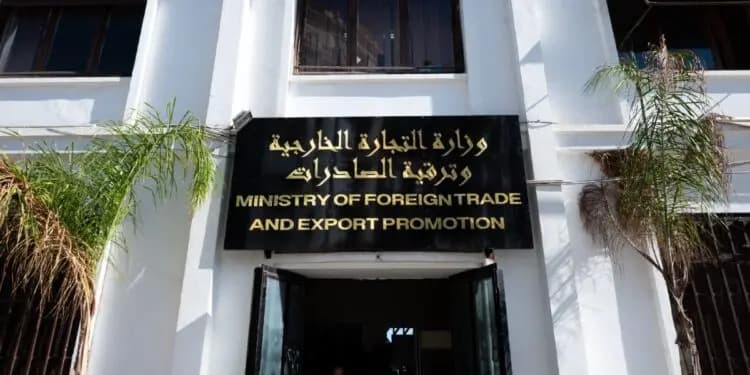 وزارة التجارة الخارجية
وترقية الصادرات
MINISTRY OF FOREIGN TRADE
AND EXPORT PROMOTION